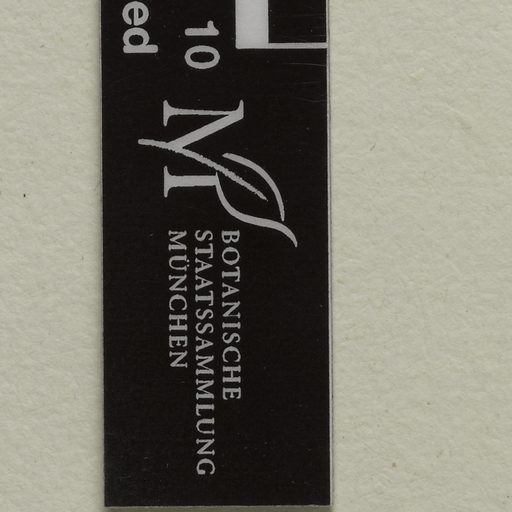 10
ed
M
BOTANISCHE
STAATSSAMMLUNG
MÜNCHEN